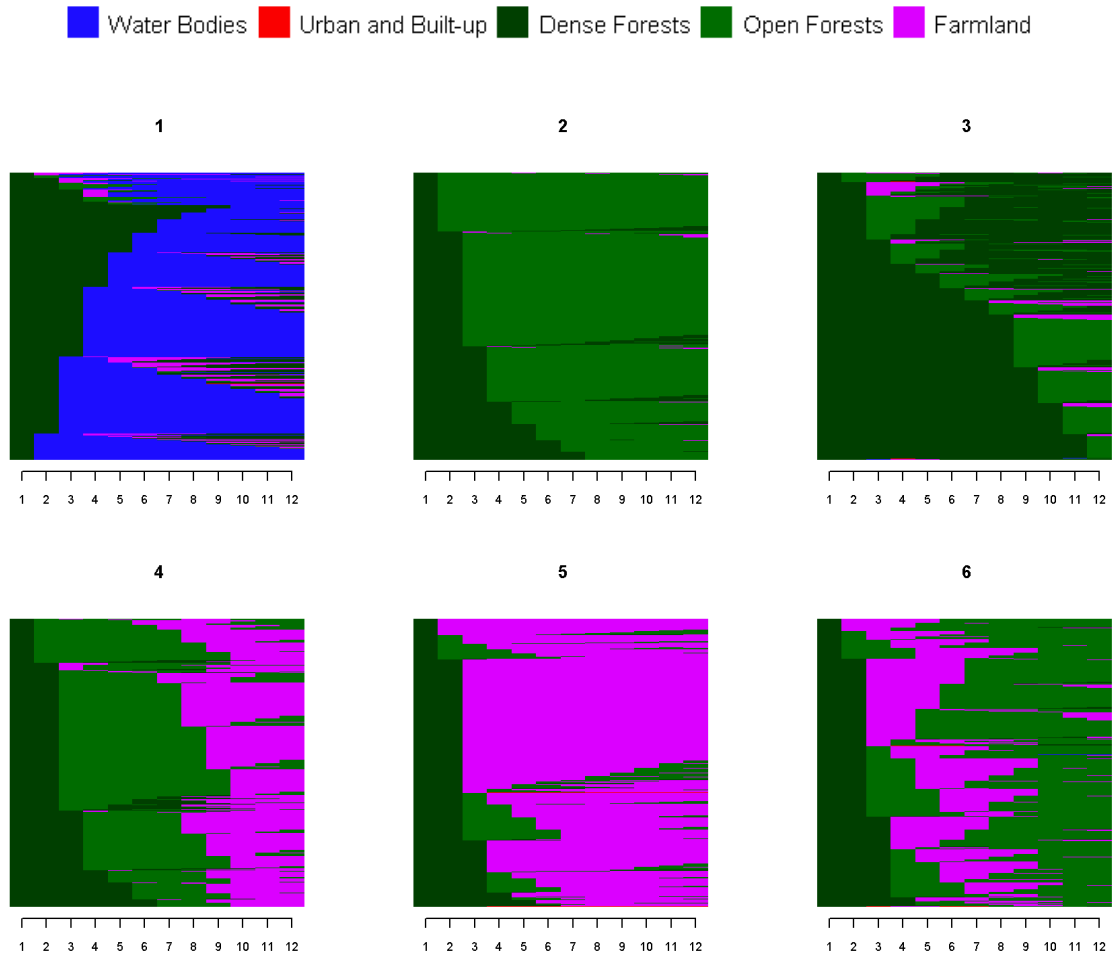 Water Bodies Urban and Built-up Dense Forests Open Forests Farmland
1 2 3
1 2 3 4 5 6 7 8 9 10 11 12 1 2 3 4 5 6 7 8 9 10 11 12 1 2 3 4 5 6 7 8 9 10 11 12
4 5 6
1 2 3 4 5 6 7 8 9 10 11 12 1 2 3 4 5 6 7 8 9 10 11 12 1 2 3 4 5 6 7 8 9 10 11 12